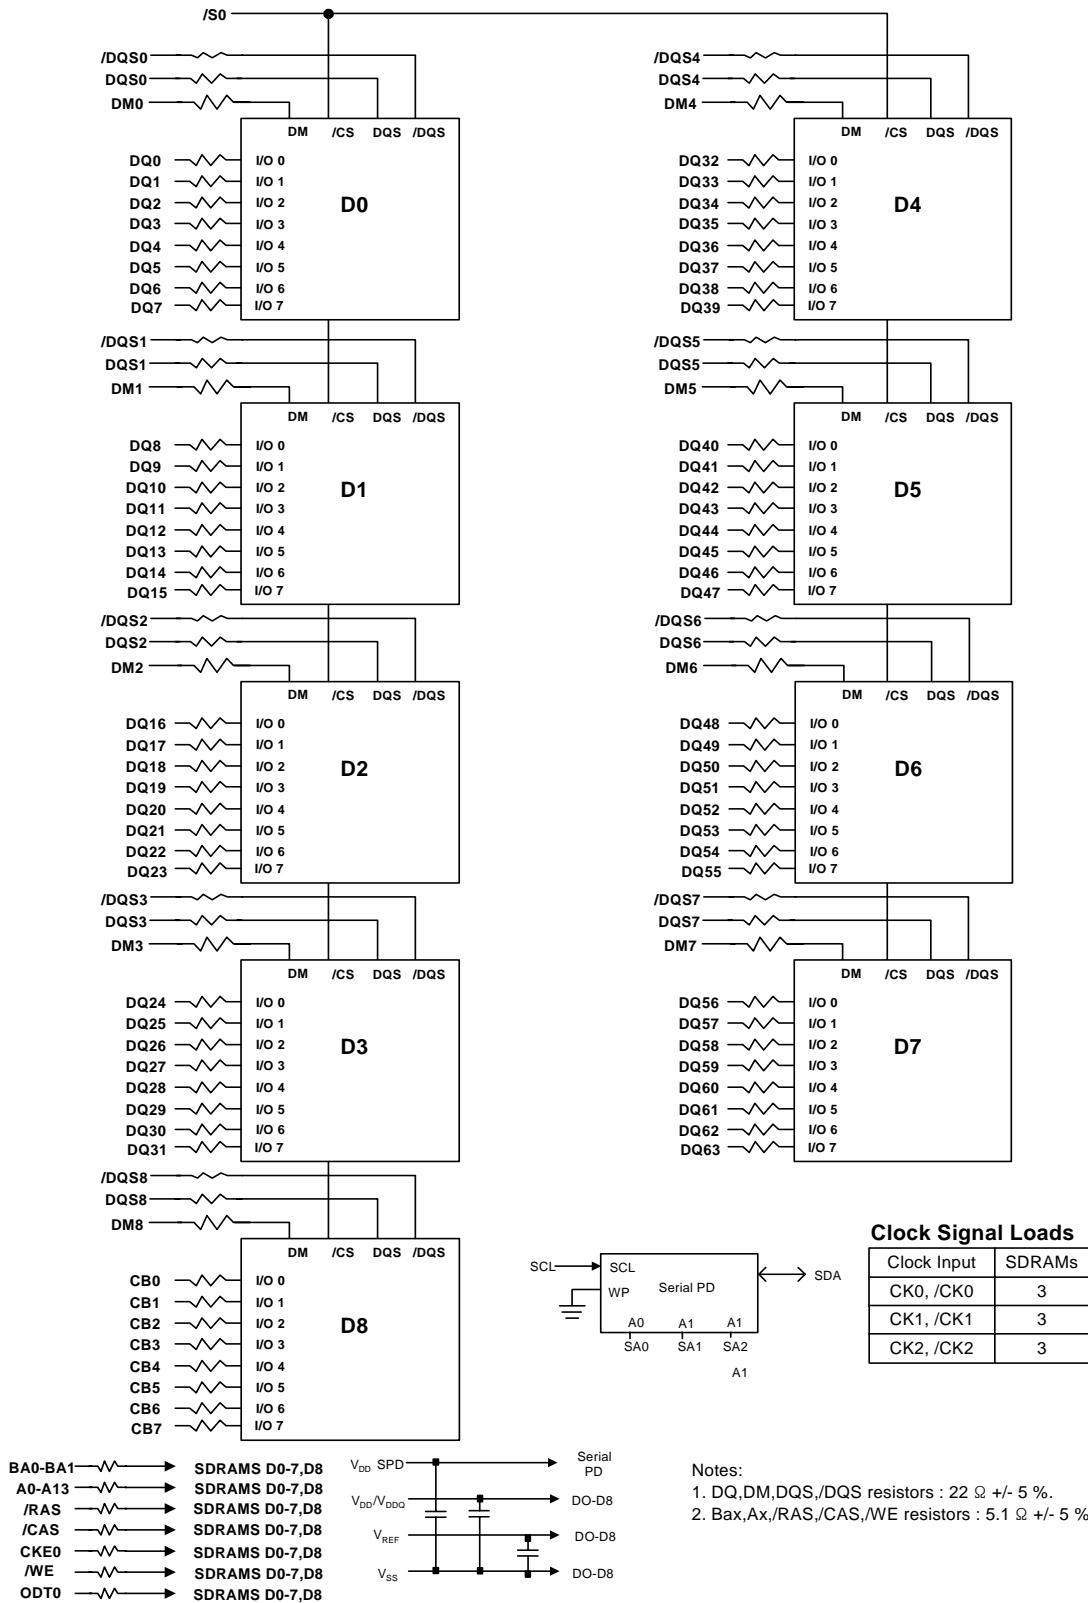 /S0
/DQS0
DQS0
DM0
DM /CS DQS /DQS
DQ0 I/O 0
DQ1 I/O 1
DQ2 I/O 2
DQ3 I/O 3
DQ4 I/O 4
DQ5 I/O 5
DQ6 I/O 6
DQ7 I/O 7
D0
/DQS1
DQS1
DM1
DM /CS DQS /DQS
DQ8 I/O 0
DQ9 I/O 1
DQ10 I/O 2
DQ11 I/O 3
DQ12 I/O 4
DQ13 I/O 5
DQ14 I/O 6
DQ15 I/O 7
D1
/DQS2
DQS2
DM2
DM /CS DQS /DQS
DQ16 I/O 0
DQ17 I/O 1
DQ18 I/O 2
DQ19 I/O 3
DQ20 I/O 4
DQ21 I/O 5
DQ22 I/O 6
DQ23 I/O 7
D2
/DQS3
DQS3
DM3
DM /CS DQS /DQS
DQ24 I/O 0
DQ25 I/O 1
DQ26 I/O 2
DQ27 I/O 3
DQ28 I/O 4
DQ29 I/O 5
DQ30 I/O 6
DQ31 I/O 7
D3
/DQS8
DQS8
DM8
DM /CS DQS /DQS
CB0 I/O 0
CB1 I/O 1
CB2 I/O 2
CB3 I/O 3
CB4 I/O 4
CB5 I/O 5
CB6 I/O 6
CB7 I/O 7
D8
/DQS4
DQS4
DM4
DM /CS DQS /DQS
DQ32 I/O 0
DQ33 I/O 1
DQ34 I/O 2
DQ35 I/O 3
DQ36 I/O 4
DQ37 I/O 5
DQ38 I/O 6
DQ39 I/O 7
D4
/DQS5
DQS5
DM5
DM /CS DQS /DQS
DQ40 I/O 0
DQ41 I/O 1
DQ42 I/O 2
DQ43 I/O 3
DQ44 I/O 4
DQ45 I/O 5
DQ46 I/O 6
DQ47 I/O 7
D5
/DQS6
DQS6
DM6
DM /CS DQS /DQS
DQ48 I/O 0
DQ49 I/O 1
DQ50 I/O 2
DQ51 I/O 3
DQ52 I/O 4
DQ53 I/O 5
DQ54 I/O 6
DQ55 I/O 7
D6
/DQS7
DQS7
DM7
DM /CS DQS /DQS
DQ56 I/O 0
DQ57 I/O 1
DQ58 I/O 2
DQ59 I/O 3
DQ60 I/O 4
DQ61 I/O 5
DQ62 I/O 6
DQ63 I/O 7
D7
SCL SCL
WP
Serial PD
SDA
A0 A1 A1
SA0 SA1 SA2
A1
Clock Signal Loads
Clock Input SDRAMs
CK0, /CK0 3
CK1, /CK1 3
CK2, /CK2 3
BA0-BA1 SDRAMS D0-7,D8
A0-A13 SDRAMS D0-7,D8
/RAS SDRAMS D0-7,D8
/CAS SDRAMS D0-7,D8
CKE0 SDRAMS D0-7,D8
/WE SDRAMS D0-7,D8
ODT0 SDRAMS D0-7,D8
VDD SPD Serial PD
VDD/VDDQ DO-D8
VREF DO-D8
VSS DO-D8
Notes:
1. DQ,DM,DQS,/DQS resistors : 22 Ω +/- 5 %.
2. Bax,Ax,/RAS,/CAS,/WE resistors : 5.1 Ω +/- 5 %